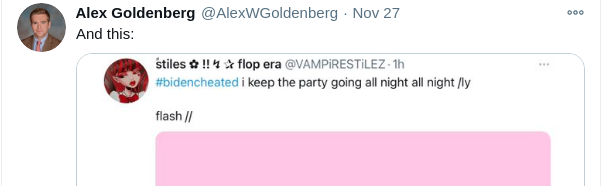 Alex Goldenberg @AlexWGoldenberg · Nov 27
And this:
stiles ✿ !! ↯ ✰ flop era @VAMPiRESTiLEZ · 1h
#bidencheated i keep the party going all night all night /ly
flash //